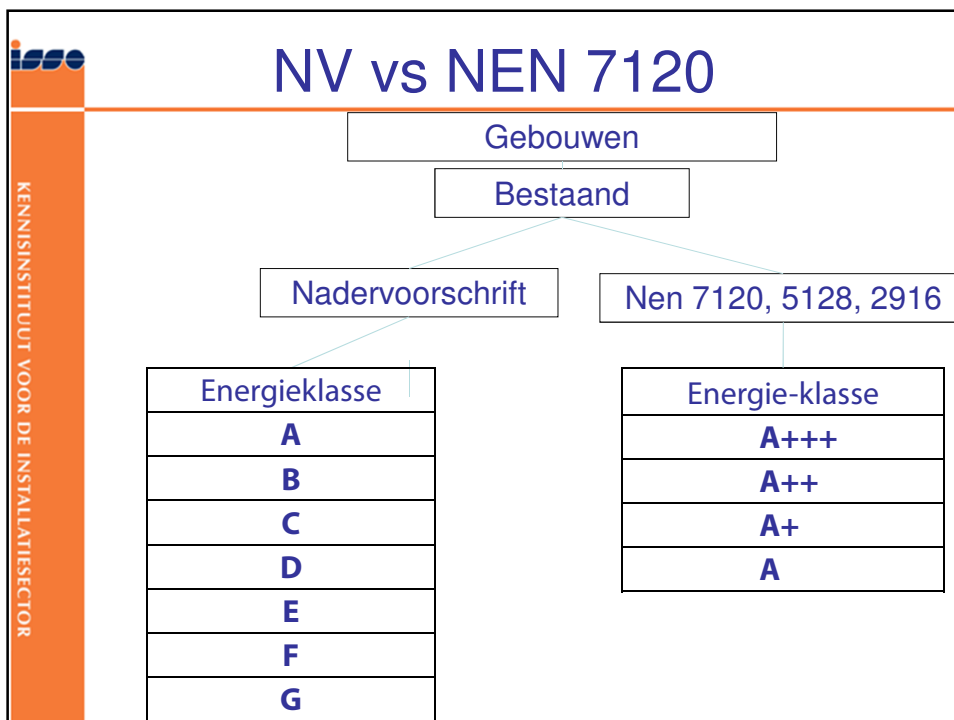 isso
NV vs NEN 7120
KENNISINSTITUUT VOOR DE INSTALLATIESECTOR
Gebouwen
Bestaand
Nadervoorschrift
Nen 7120, 5128, 2916
Energieklasse
A
B
C
D
E
F
G
Energie-klasse
A+++
A++
A+
A